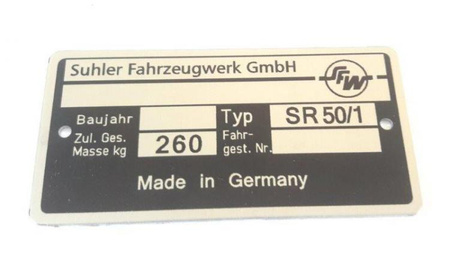 Suhler Fahrzeugwerk GmbH
SFW
Baujahr Typ SR 50/1
Zul. Ges. Masse kg 260 Fahr-
gest. Nr.
Made in Germany